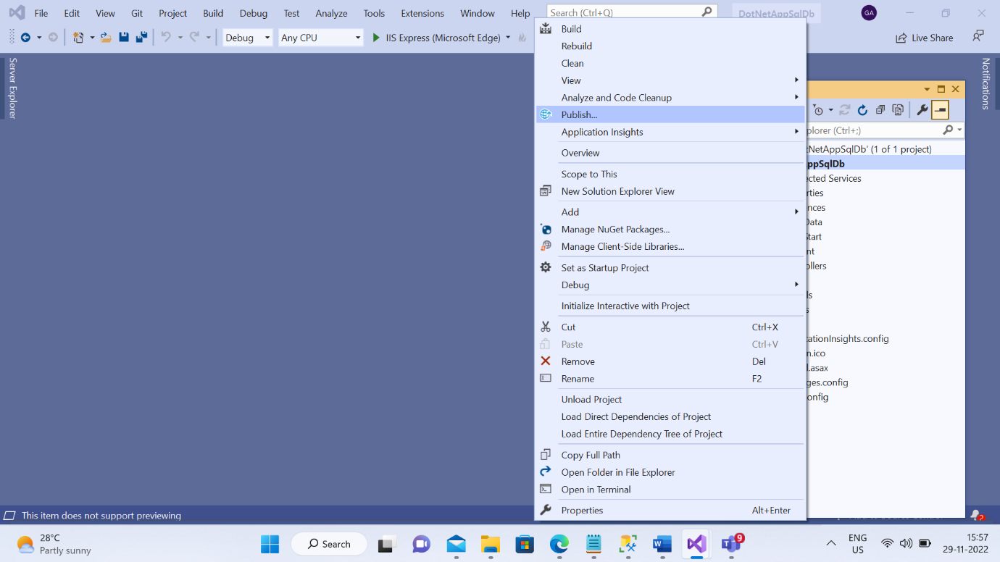 File Edit View Git Project Build Debug Test Analyze Tools Extensions Window Help Search (Ctrl+Q) DotNetAppSqlDb GA
Debug Any CPU IIS Express (Microsoft Edge) Live Share
Server Explorer
Notifications
Build
Rebuild
Clean
View
Analyze and Code Cleanup
Publish...
Application Insights
Overview
Scope to This
New Solution Explorer View
Add
Manage NuGet Packages...
Manage Client-Side Libraries...
Set as Startup Project
Debug
Initialize Interactive with Project
Cut Ctrl+X
Paste Ctrl+V
Remove Del
Rename F2
Unload Project
Load Direct Dependencies of Project
Load Entire Dependency Tree of Project
Copy Full Path
Open Folder in File Explorer
Open in Terminal
Properties Alt+Enter
plorer (Ctrl+;)
tNetAppSqlDb' (1 of 1 project)
ppSqlDb
ected Services
rties
ences
Data
Start
nt
ollers
ls
s
cationInsights.config
n.ico
l.asax
ges.config
onfig
This item does not support previewing
2
28°C
Partly sunny
Search
9
ENG
US
15:57
29-11-2022